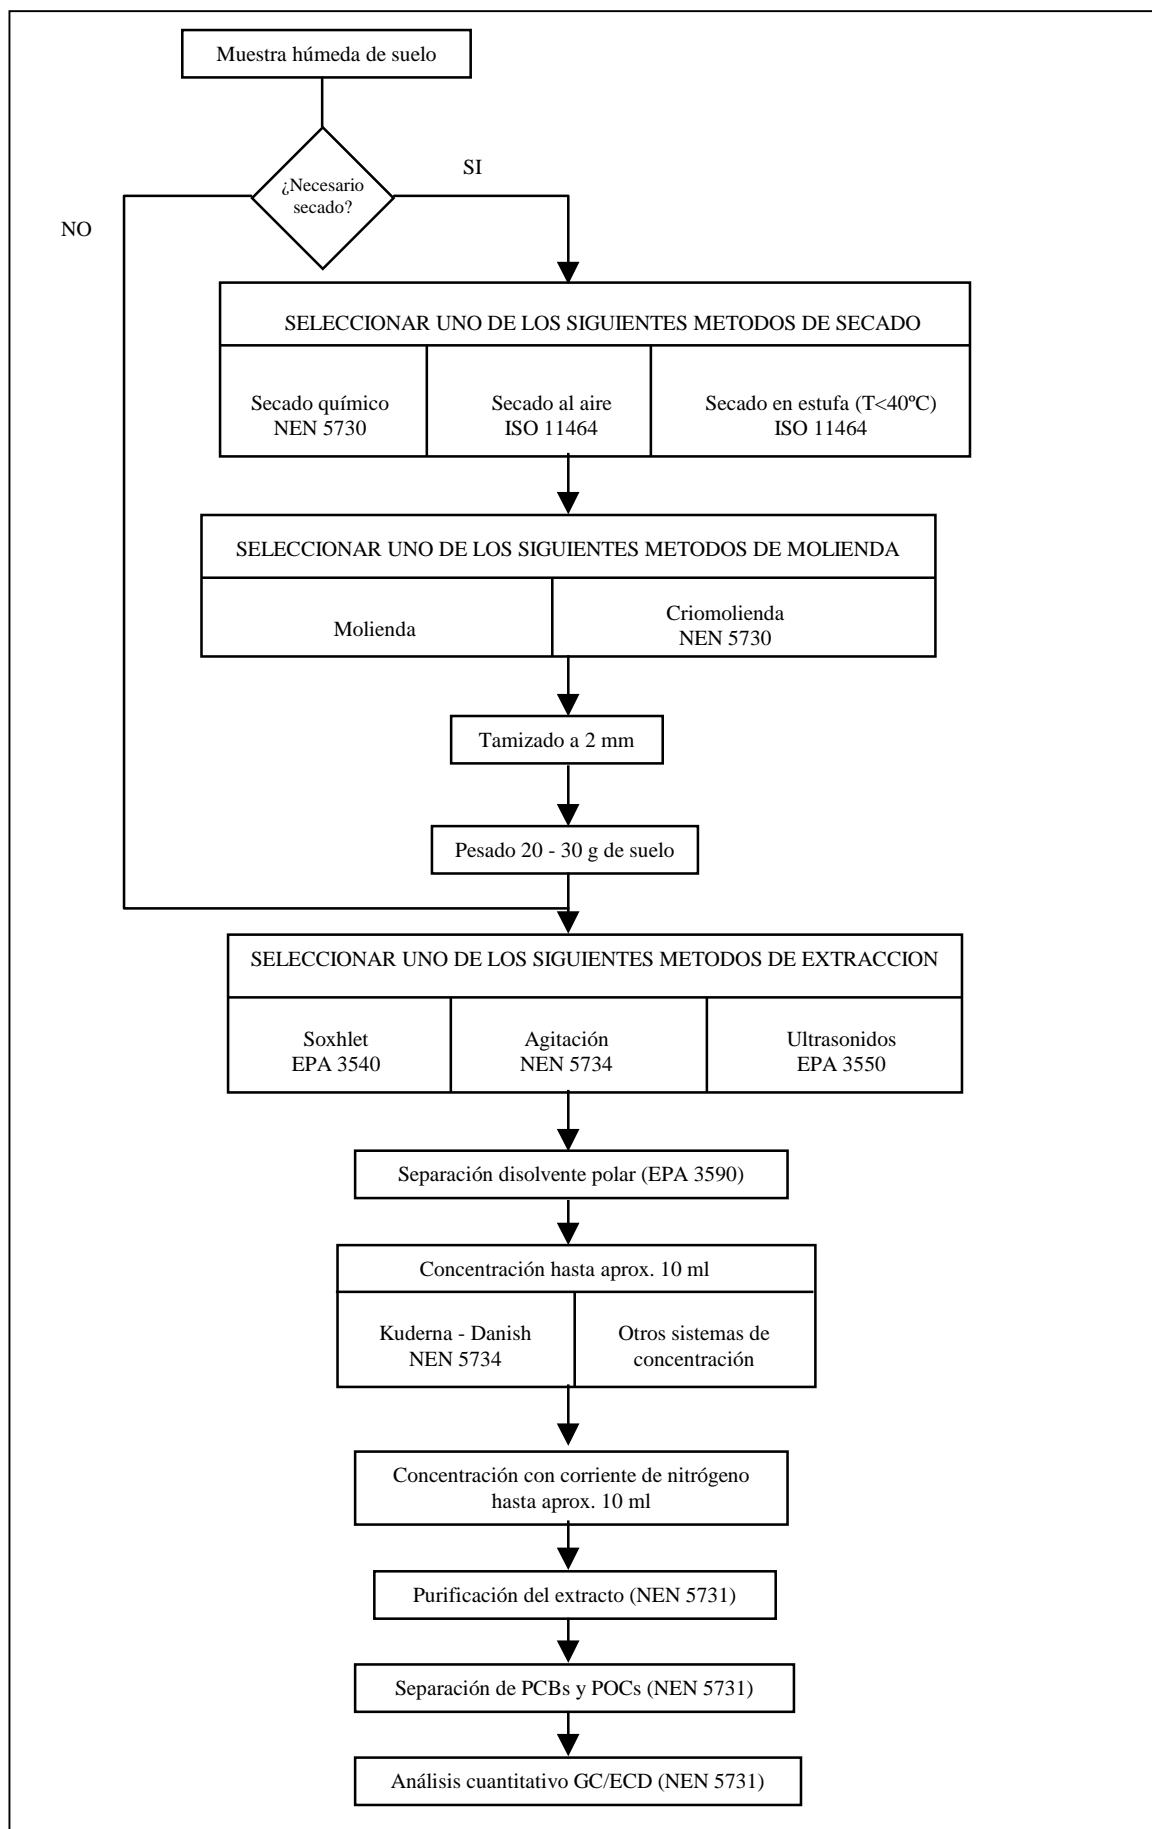 Muestra húmeda de suelo
SI
¿Necesario
secado?
NO
SELECCIONAR UNO DE LOS SIGUIENTES METODOS DE SECADO
Secado químico
NEN 5730
Secado al aire
ISO 11464
Secado en estufa (T<40ºC)
ISO 11464
SELECCIONAR UNO DE LOS SIGUIENTES METODOS DE MOLIENDA
Molienda
Criomolienda
NEN 5730
Tamizado a 2 mm
Pesado 20 - 30 g de suelo
SELECCIONAR UNO DE LOS SIGUIENTES METODOS DE EXTRACCION
Soxhlet
EPA 3540
Agitación
NEN 5734
Ultrasonidos
EPA 3550
Separación disolvente polar (EPA 3590)
Concentración hasta aprox. 10 ml
Kuderna - Danish
NEN 5734
Otros sistemas de
concentración
Concentración con corriente de nitrógeno
hasta aprox. 10 ml
Purificación del extracto (NEN 5731)
Separación de PCBs y POCs (NEN 5731)
Análisis cuantitativo GC/ECD (NEN 5731)